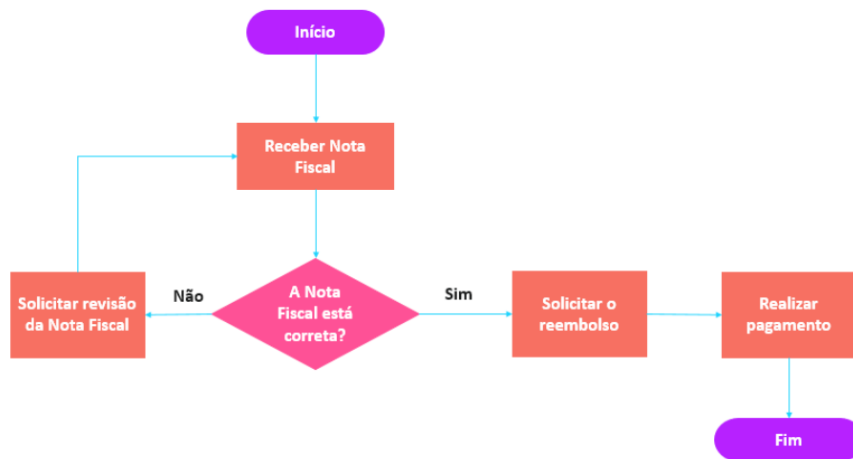 Início
Receber Nota
Fiscal
Solicitar revisão
da Nota Fiscal
Não
A Nota
Fiscal está
correta?
Sim
Solicitar o
reembolso
Realizar
pagamento
Fim